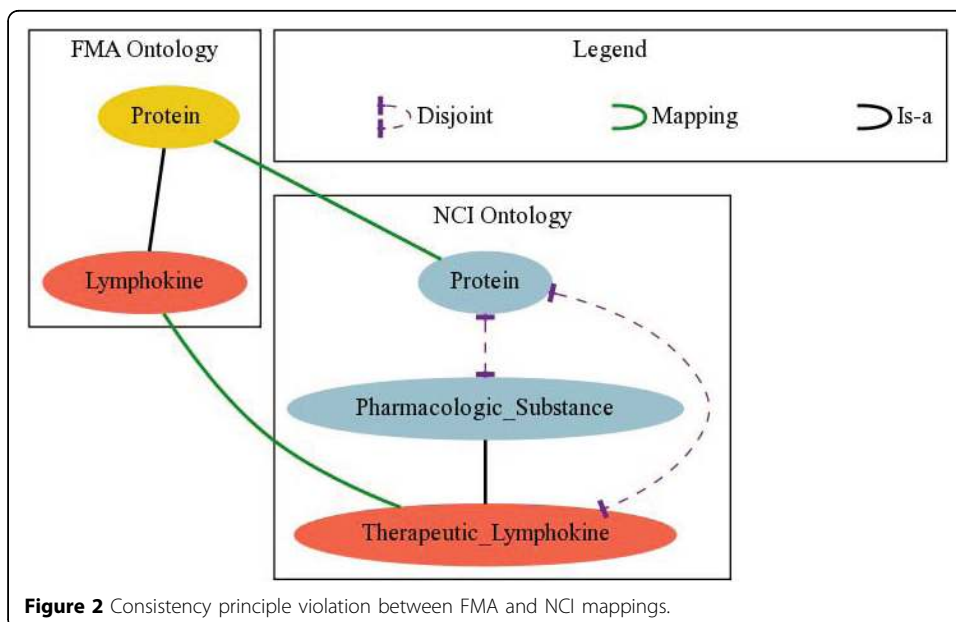 FMA Ontology
Protein
Lymphokine
Legend
Disjoint
Mapping
Is-a
NCI Ontology
Protein
Pharmacologic_Substance
Therapeutic_Lymphokine
Figure 2 Consistency principle violation between FMA and NCI mappings.